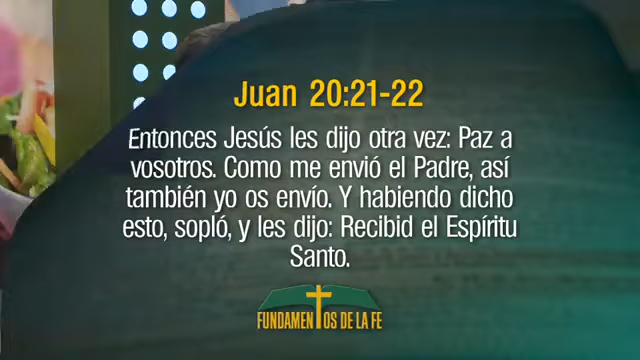 Juan 20:21-22
Entonces Jesús les dijo otra vez: Paz a
vosotros. Como me envió el Padre, así
también yo os envío. Y habiendo dicho
esto, sopló, y les dijo: Recibid el Espíritu
Santo.
FUNDAMENTOS DE LA FE